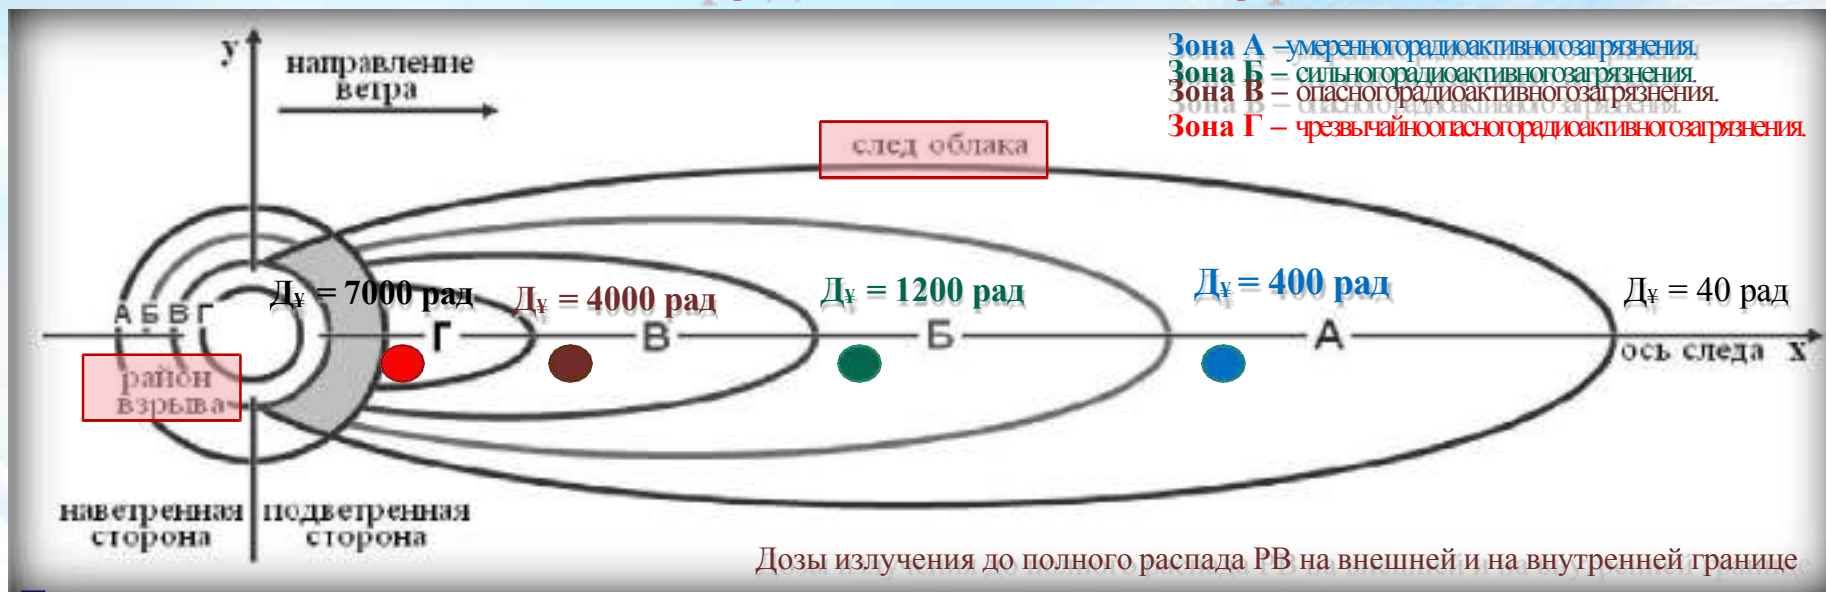 Зона А –умеренногорадиоактивногозагрязнения.
Зона Б – сильногорадиоактивногозагрязнения.
Зона В – опасногорадиоактивногозагрязнения.
Зона Г – чрезвычайноопасногорадиоактивногозагрязнения.
у
направление
ветра
след облака
Д¥ = 7000 рад
Д¥ = 4000 рад
Д¥ = 1200 рад
Д¥ = 400 рад
Д¥ = 40 рад
А Б В Г
Г
В
Б
А
ось следа х
район
взрыва
наветренная
сторона
подветренная
сторона
Дозы излучения до полного распада РВ на внешней и на внутренней границе